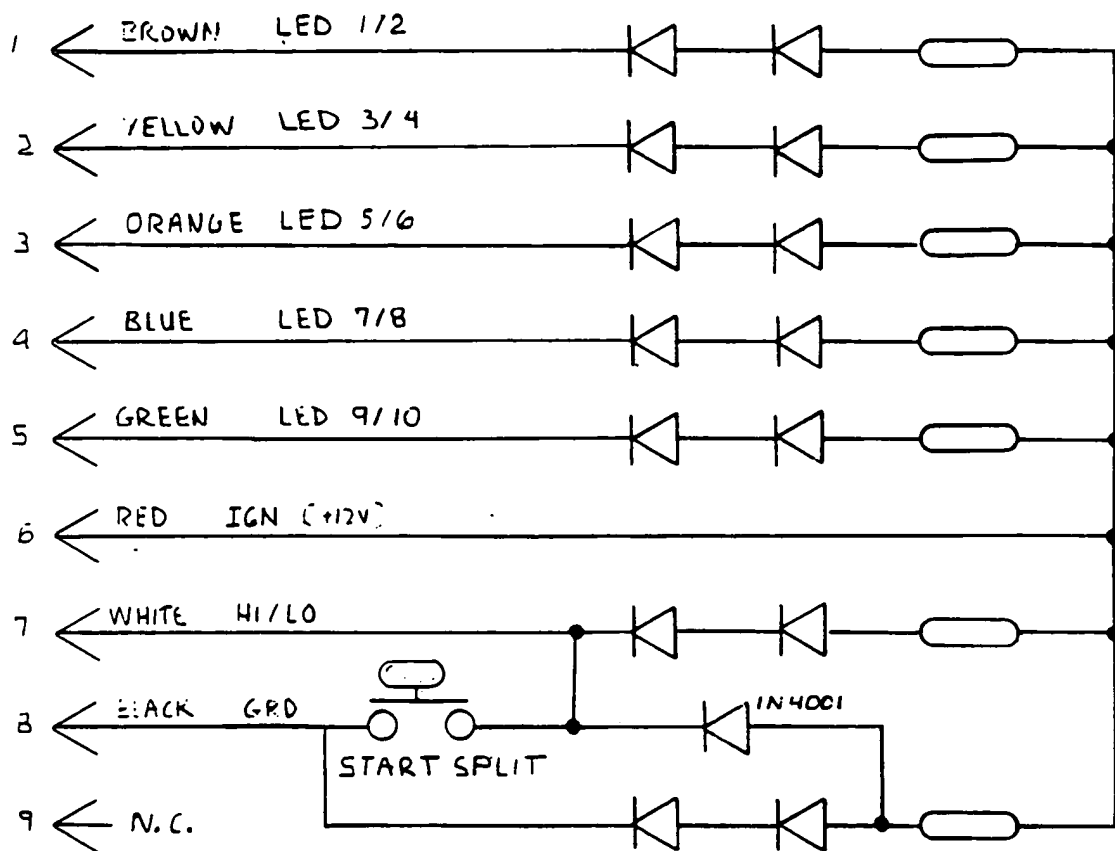 1 BROWN LED 1/2
2 YELLOW LED 3/4
3 ORANGE LED 5/6
4 BLUE LED 7/8
5 GREEN LED 9/10
6 RED IGN (+12V)
7 WHITE HI/LO
8 BLACK GRD
1N4001
START SPLIT
9 N.C.